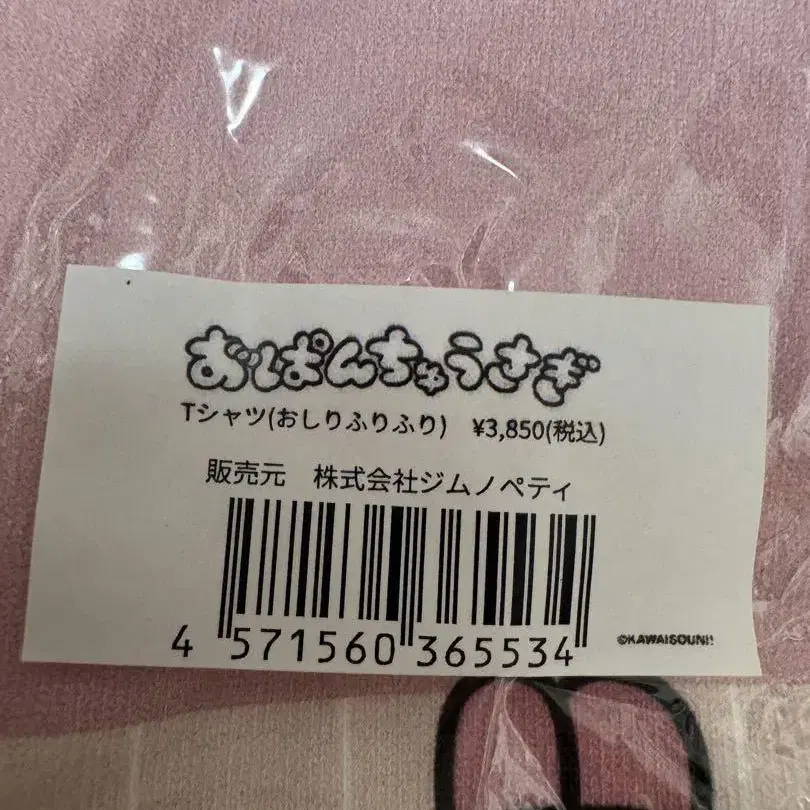 おぱんちゅうさぎ
Tシャツ(おしりふりふり) ¥3,850(税込)
販売元 株式会社ジムノペティ
4 571560 365534
©KAWAISOUNI!